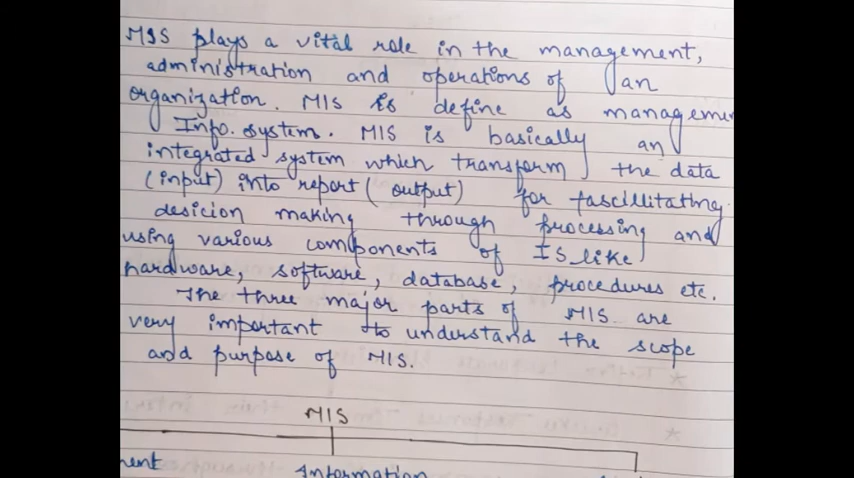 MIS plays a vital role in the management,
administration and operations of an
organization. MIS is define as manageme
Info. system. MIS is basically an
integrated system which transform the data
(input) into report (output) for fascillitating
desicion making through processing and
using various components of IS like
hardware, software, database, procedures etc.
The three major parts of MIS are
very important to understand the scope
and purpose of MIS.
MIS
ment Information